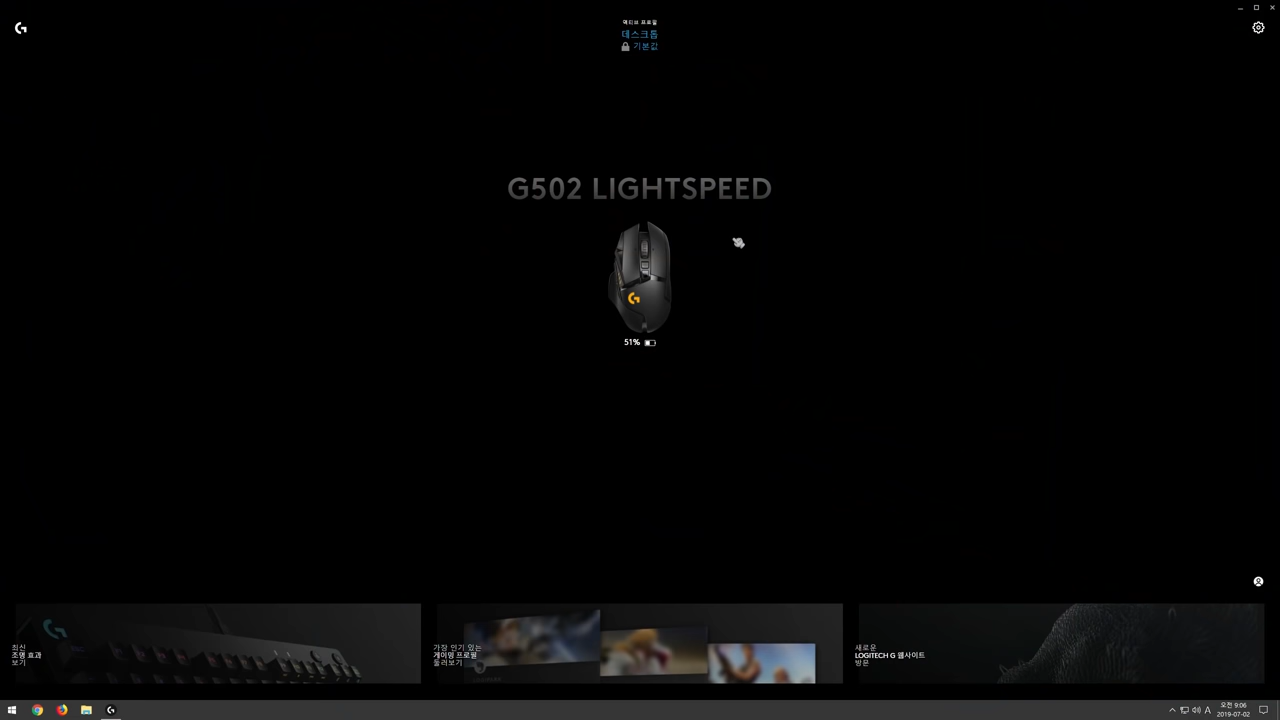 액티브 프로필
데스크톱
기본값
G502 LIGHTSPEED
51%
최신
조명 효과
보기
가장 인기 있는
게이밍 프로필
둘러보기
새로운
LOGITECH G 웹사이트
방문
A
오전 9:06
2019-07-02